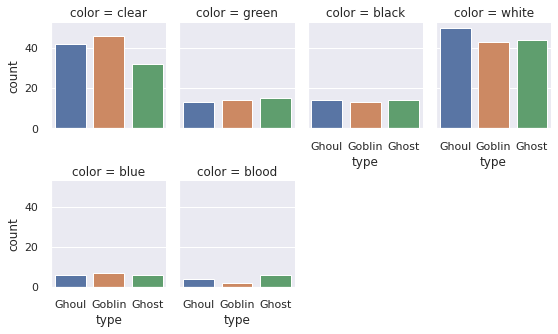 color = clear
color = green
color = black
color = white
count
40
20
0
Ghoul Goblin Ghost
type
Ghoul Goblin Ghost
type
color = blue
color = blood
count
40
20
0
Ghoul Goblin Ghost
type
Ghoul Goblin Ghost
type